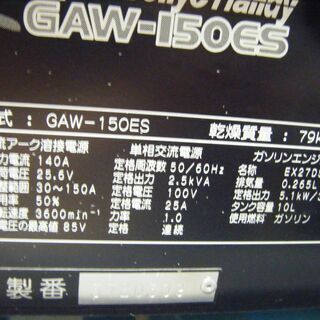 GAW-150ES
式 : GAW-150ES 乾燥質量 : 79k
流アーク溶接電源 単相交流電源 ガソリンエンジ
力電流 140A 定格周波数 50/60Hz 名称 EX27D
荷電圧 25.6V 定格出力 2.5kVA 排気量 0.265L
範囲 30~150A 定格電圧 100V 定格出力 5.1kW/3
用率 50% 定格電流 25A タンク容量 10L
転速度 3600min⁻¹ 力率 1.0 使用燃料 ガソリン
電圧の最高値 85V 定格 連続
製番